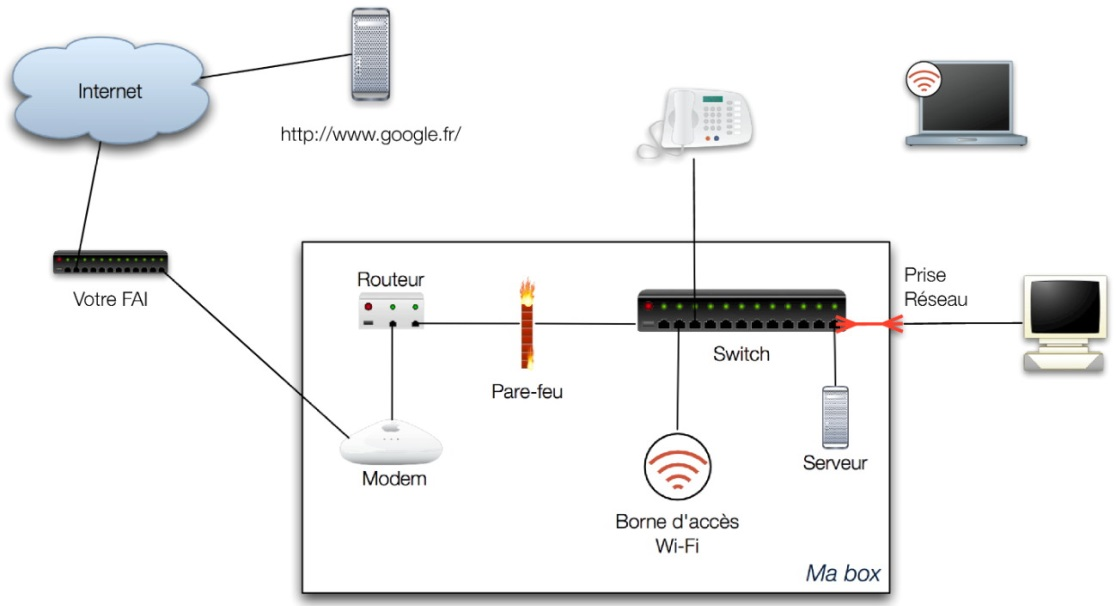 Internet
http://www.google.fr/
Votre FAI
Routeur
Prise
Réseau
Switch
Pare-feu
Modem
Serveur
Borne d'accès
Wi-Fi
Ma box